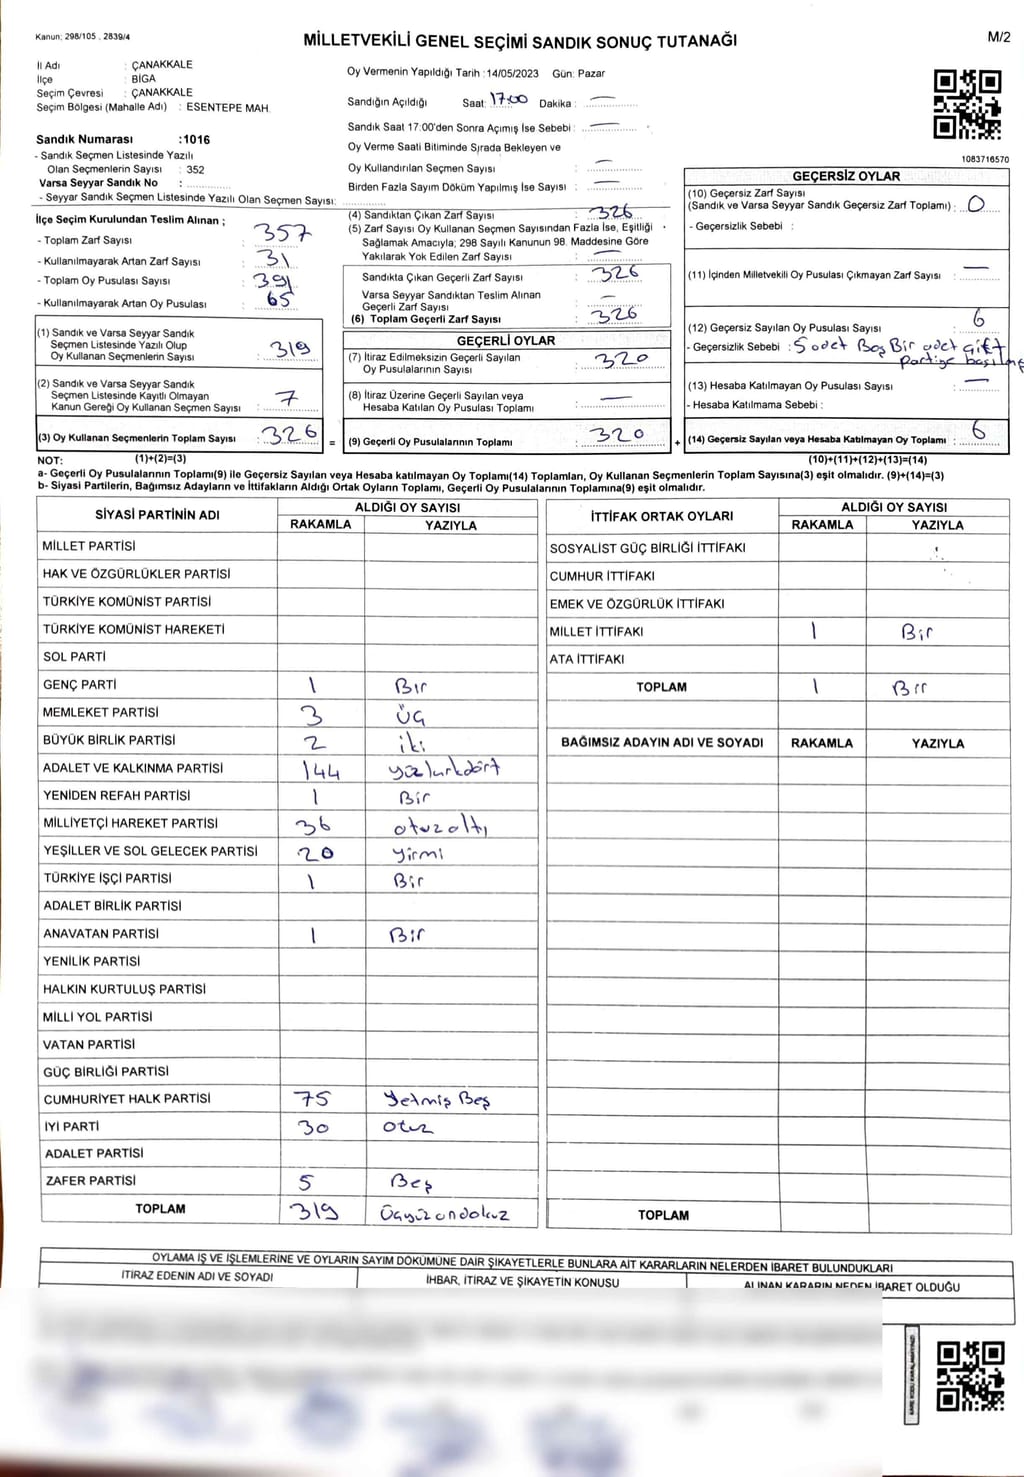 Kanun: 298/105 . 2839/4
MİLLETVEKİLİ GENEL SEÇİMİ SANDIK SONUÇ TUTANAĞI
M/2
İl Adı : ÇANAKKALE
İlçe : BİGA
Seçim Çevresi : ÇANAKKALE
Seçim Bölgesi (Mahalle Adı) : ESENTEPE MAH.
Sandık Numarası :1016
- Sandık Seçmen Listesinde Yazılı
Olan Seçmenlerin Sayısı : 352
Varsa Seyyar Sandık No :
- Seyyar Sandık Seçmen Listesinde Yazılı Olan Seçmen Sayısı:
Oy Vermenin Yapıldığı Tarih :14/05/2023 Gün: Pazar
Sandığın Açıldığı Saat: 17:00 Dakika : —
Sandık Saat 17:00'den Sonra Açımış İse Sebebi : —
Oy Verme Saati Bitiminde Sırada Bekleyen ve
Oy Kullandırılan Seçmen Sayısı : —
Birden Fazla Sayım Döküm Yapılmış İse Sayısı : —
1083716570
İlçe Seçim Kurulundan Teslim Alınan ;
- Toplam Zarf Sayısı : 357
- Kullanılmayarak Artan Zarf Sayısı : 31
- Toplam Oy Pusulası Sayısı : 391
- Kullanılmayarak Artan Oy Pusulası : 65
(1) Sandık ve Varsa Seyyar Sandık
Seçmen Listesinde Yazılı Olup
Oy Kullanan Seçmenlerin Sayısı : 319
(2) Sandık ve Varsa Seyyar Sandık
Seçmen Listesinde Kayıtlı Olmayan
Kanun Gereği Oy Kullanan Seçmen Sayısı : 7
(3) Oy Kullanan Seçmenlerin Toplam Sayısı : 326 =
(4) Sandıktan Çıkan Zarf Sayısı : 326
(5) Zarf Sayısı Oy Kullanan Seçmen Sayısından Fazla İse, Eşitliği
Sağlamak Amacıyla; 298 Sayılı Kanunun 98. Maddesine Göre
Yakılarak Yok Edilen Zarf Sayısı : —
Sandıkta Çıkan Geçerli Zarf Sayısı : 326
Varsa Seyyar Sandıktan Teslim Alınan
Geçerli Zarf Sayısı : —
(6) Toplam Geçerli Zarf Sayısı : 326
GEÇERLİ OYLAR
(7) İtiraz Edilmeksizin Geçerli Sayılan
Oy Pusulalarının Sayısı : 320
(8) İtiraz Üzerine Geçerli Sayılan veya
Hesaba Katılan Oy Pusulası Toplamı : —
(9) Geçerli Oy Pusulalarının Toplamı : 320 +
GEÇERSİZ OYLAR
(10) Geçersiz Zarf Sayısı
(Sandık ve Varsa Seyyar Sandık Geçersiz Zarf Toplamı) : 0
- Geçersizlik Sebebi :
(11) İçinden Milletvekili Oy Pusulası Çıkmayan Zarf Sayısı : —
(12) Geçersiz Sayılan Oy Pusulası Sayısı : 6
- Geçersizlik Sebebi : 5 adet Boş Bir adet çift
partiye basılmış
(13) Hesaba Katılmayan Oy Pusulası Sayısı : —
- Hesaba Katılmama Sebebi :
(14) Geçersiz Sayılan veya Hesaba Katılmayan Oy Toplamı : 6
NOT: (1)+(2)=(3) (10)+(11)+(12)+(13)=(14)
a- Geçerli Oy Pusulalarının Toplamı(9) ile Geçersiz Sayılan veya Hesaba katılmayan Oy Toplamı(14) Toplamları, Oy Kullanan Seçmenlerin Toplam Sayısına(3) eşit olmalıdır. (9)+(14)=(3)
b- Siyasi Partilerin, Bağımsız Adayların ve İttifakların Aldığı Ortak Oyların Toplamı, Geçerli Oy Pusulalarının Toplamına(9) eşit olmalıdır.
SİYASİ PARTİNİN ADI ALDIĞI OY SAYISI
RAKAMLA YAZIYLA
MİLLET PARTİSİ
HAK VE ÖZGÜRLÜKLER PARTİSİ
TÜRKİYE KOMÜNİST PARTİSİ
TÜRKİYE KOMÜNİST HAREKETİ
SOL PARTİ
GENÇ PARTİ 1 Bir
MEMLEKET PARTİSİ 3 üç
BÜYÜK BİRLİK PARTİSİ 2 iki
ADALET VE KALKINMA PARTİSİ 144 yüzkırkdört
YENİDEN REFAH PARTİSİ 1 Bir
MİLLİYETÇİ HAREKET PARTİSİ 36 otuzaltı
YEŞİLLER VE SOL GELECEK PARTİSİ 20 yirmi
TÜRKİYE İŞÇİ PARTİSİ 1 Bir
ADALET BİRLİK PARTİSİ
ANAVATAN PARTİSİ 1 Bir
YENİLİK PARTİSİ
HALKIN KURTULUŞ PARTİSİ
MİLLİ YOL PARTİSİ
VATAN PARTİSİ
GÜÇ BİRLİĞİ PARTİSİ
CUMHURİYET HALK PARTİSİ 75 Yetmiş Beş
İYİ PARTİ 30 otuz
ADALET PARTİSİ
ZAFER PARTİSİ 5 Beş
TOPLAM 319 Üçyüzondokuz
İTTİFAK ORTAK OYLARI ALDIĞI OY SAYISI
RAKAMLA YAZIYLA
SOSYALİST GÜÇ BİRLİĞİ İTTİFAKI
CUMHUR İTTİFAKI
EMEK VE ÖZGÜRLÜK İTTİFAKI
MİLLET İTTİFAKI 1 Bir
ATA İTTİFAKI
TOPLAM 1 Bir
BAĞIMSIZ ADAYIN ADI VE SOYADI RAKAMLA YAZIYLA
TOPLAM
OYLAMA İŞ VE İŞLEMLERİNE VE OYLARIN SAYIM DÖKÜMÜNE DAİR ŞİKAYETLERLE BUNLARA AİT KARARLARIN NELERDEN İBARET BULUNDUKLARI
İTİRAZ EDENİN ADI VE SOYADI İHBAR, İTİRAZ VE ŞİKAYETİN KONUSU ALINAN KARARIN NEDEN İBARET OLDUĞU